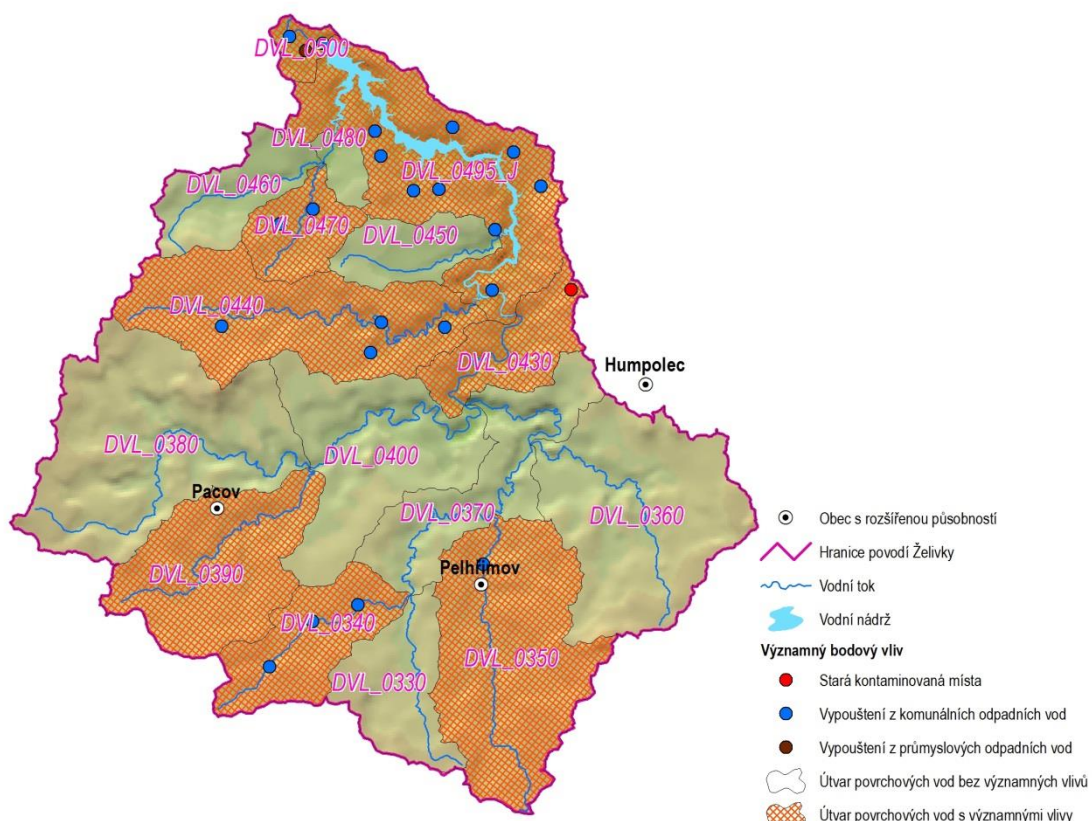 DVL_0500
DVL_0480
DVL_0495_J
DVL_0460
DVL_0470
DVL_0450
DVL_0440
DVL_0430
Humpolec
DVL_0380
DVL_0400
Pacov
DVL_0370
DVL_0360
Pelhřimov
DVL_0390
DVL_0340
DVL_0350
DVL_0330
Obec s rozšířenou působností
Hranice povodí Želivky
Vodní tok
Vodní nádrž
Významný bodový vliv
Stará kontaminovaná místa
Vypouštění z komunálních odpadních vod
Vypouštění z průmyslových odpadních vod
Útvar povrchových vod bez významných vlivů
Útvar povrchových vod s významnými vlivy